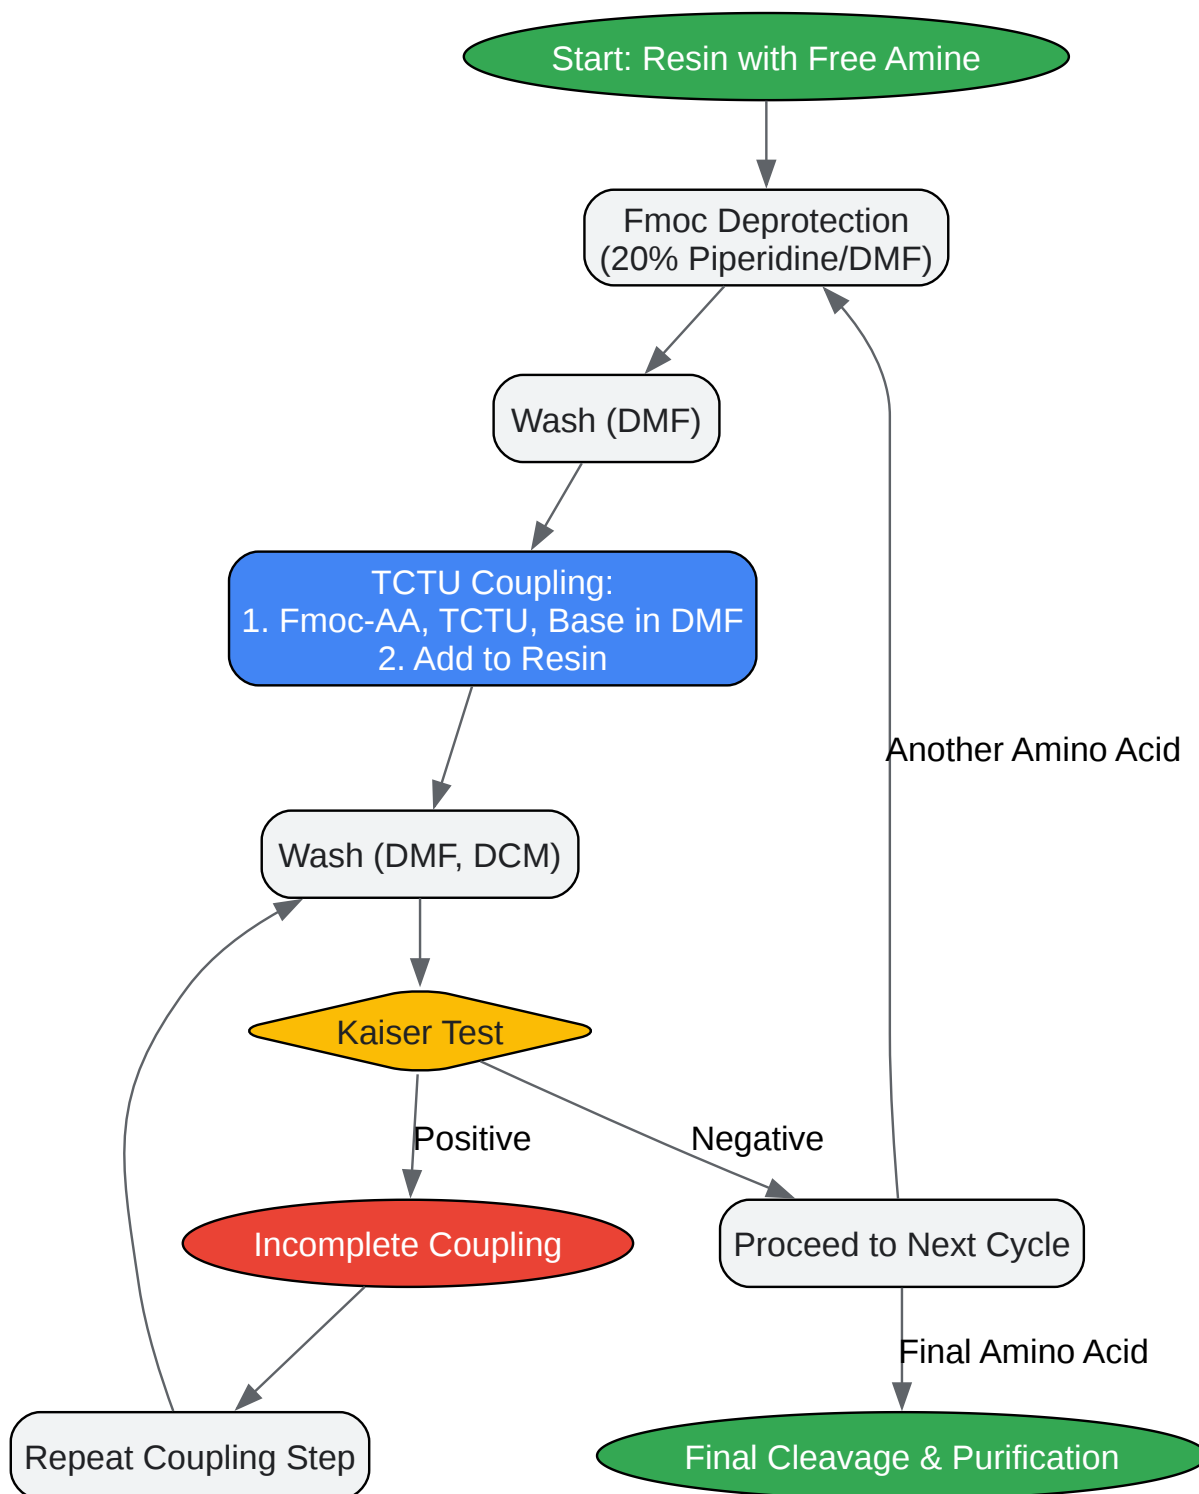 Start: Resin with Free Amine
Fmoc Deprotection
(20% Piperidine/DMF)
Wash (DMF)
TCTU Coupling:
1. Fmoc-AA, TCTU, Base in DMF
2. Add to Resin
Another Amino Acid
Wash (DMF, DCM)
Kaiser Test
Positive
Negative
Incomplete Coupling
Proceed to Next Cycle
Final Amino Acid
Repeat Coupling Step
Final Cleavage & Purification